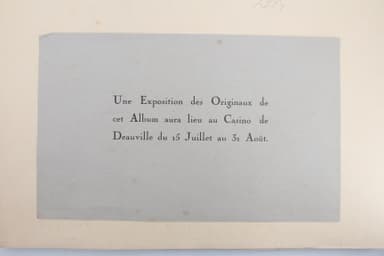 Une Exposition des Originaux de
cet Album aura lieu au Casino de
Deauville du 15 Juillet au 31 Août.